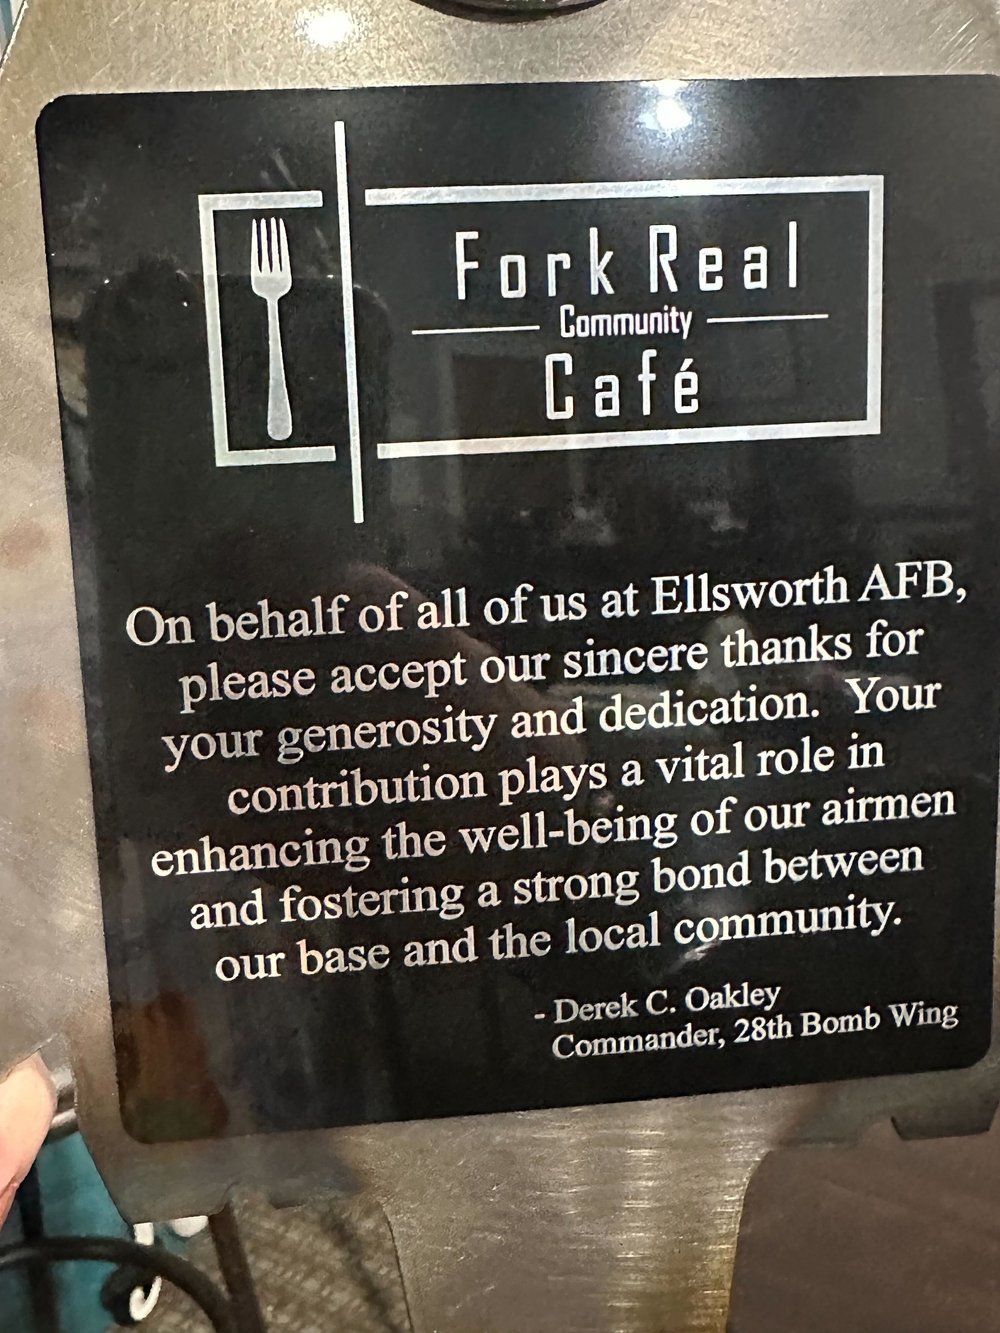 Fork Real
Community
Café
On behalf of all of us at Ellsworth AFB,
please accept our sincere thanks for
your generosity and dedication. Your
contribution plays a vital role in
enhancing the well-being of our airmen
and fostering a strong bond between
our base and the local community.
- Derek C. Oakley
Commander, 28th Bomb Wing